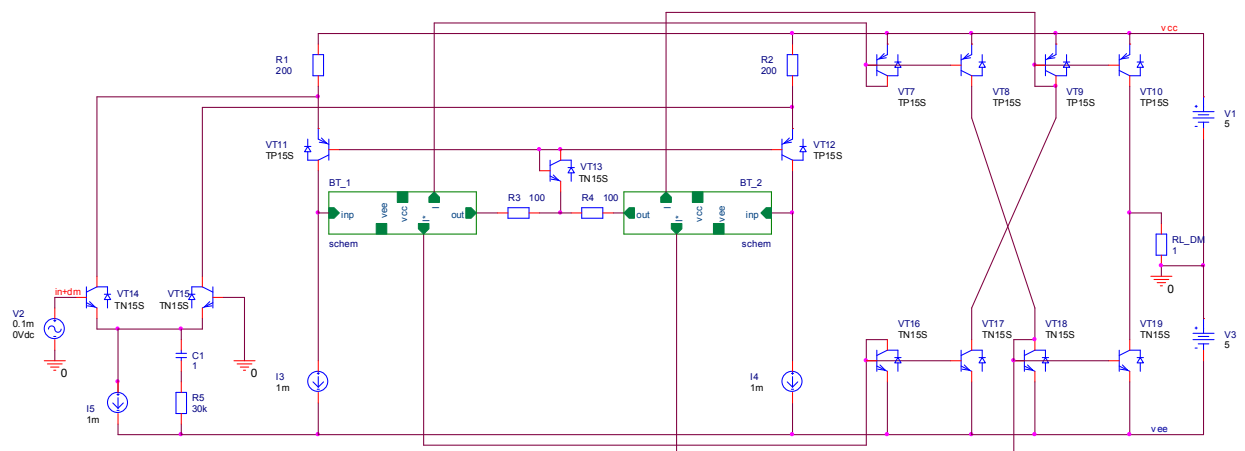 vcc
R1
200
R2
200
VT7
TP15S
VT8
TP15S
VT9
TP15S
VT10
TP15S
V1
5
VT11
TP15S
VT12
TP15S
VT13
TN15S
BT_1
BT_2
R3 100
R4 100
inp
vee
vcc
I
I*
out
out
I
I*
vcc
vee
inp
schem
schem
RL_DM
1
0
in+dm
VT14
TN15S
VT15
TN15S
V2
0.1m
0Vdc
0
C1
1
0
R5
30k
I5
1m
I3
1m
I4
1m
VT16
TN15S
VT17
TN15S
VT18
TN15S
VT19
TN15S
V3
5
vee